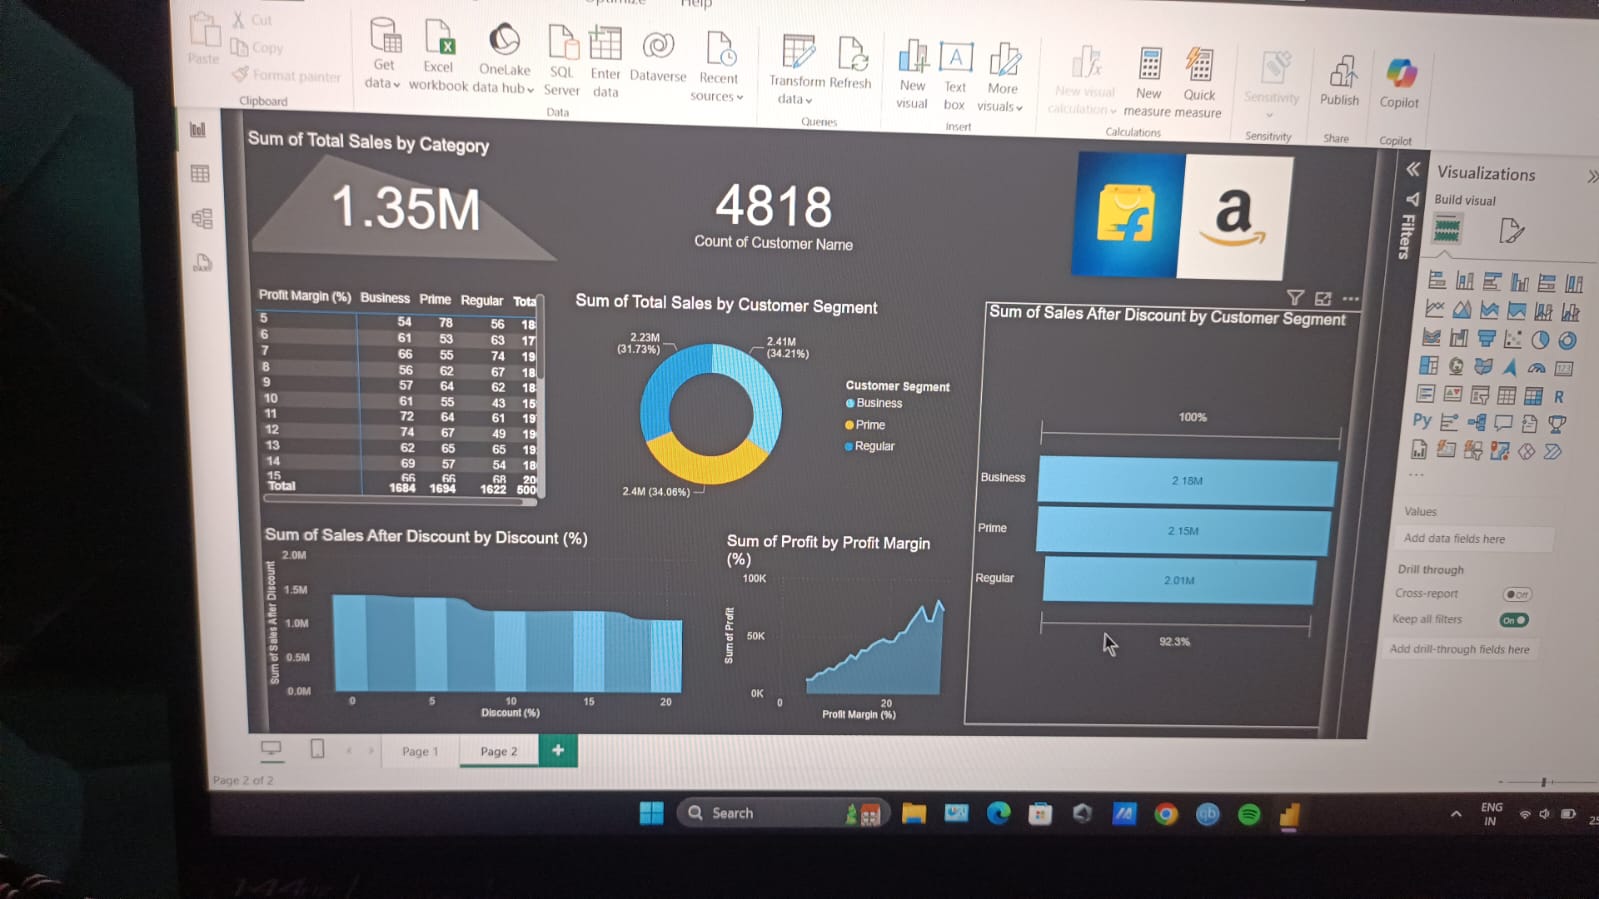 Help
Cut
Copy
Paste
Format painter
Clipboard
Get data
Excel workbook
OneLake data hub
SQL Server
Enter data
Dataverse
Recent sources
Data
Transform data
Refresh
Queries
New visual
Text box
More visuals
Insert
New visual calculation
New measure
Quick measure
Calculations
Sensitivity
Sensitivity
Publish
Share
Copilot
Copilot
Sum of Total Sales by Category
1.35M
4818
Count of Customer Name
a
Profit Margin (%) Business Prime Regular Tota
5 54 78 56 18
6 61 53 63 17
7 66 55 74 19
8 56 62 67 18
9 57 64 62 18
10 61 55 43 15
11 72 64 61 19
12 74 67 49 19
13 62 65 65 19
14 69 57 54 18
15 66 66 68 20
Total 1684 1694 1622 500
Sum of Total Sales by Customer Segment
2.23M
(31.73%)
2.41M
(34.21%)
2.4M (34.06%)
Customer Segment
Business
Prime
Regular
Sum of Sales After Discount by Customer Segment
100%
Business 2.18M
Prime 2.15M
Regular 2.01M
92.3%
Sum of Sales After Discount by Discount (%)
Sum of Sales After Discount
2.0M
1.5M
1.0M
0.5M
0.0M
0 5 10 15 20
Discount (%)
Sum of Profit by Profit Margin
(%)
Sum of Profit
100K
50K
0K
0 20
Profit Margin (%)
Filters
Visualizations
Build visual
123
R
Py
...
Values
Add data fields here
Drill through
Cross-report Off
Keep all filters On
Add drill-through fields here
Page 1
Page 2
+
Page 2 of 2
Search
ENG
IN